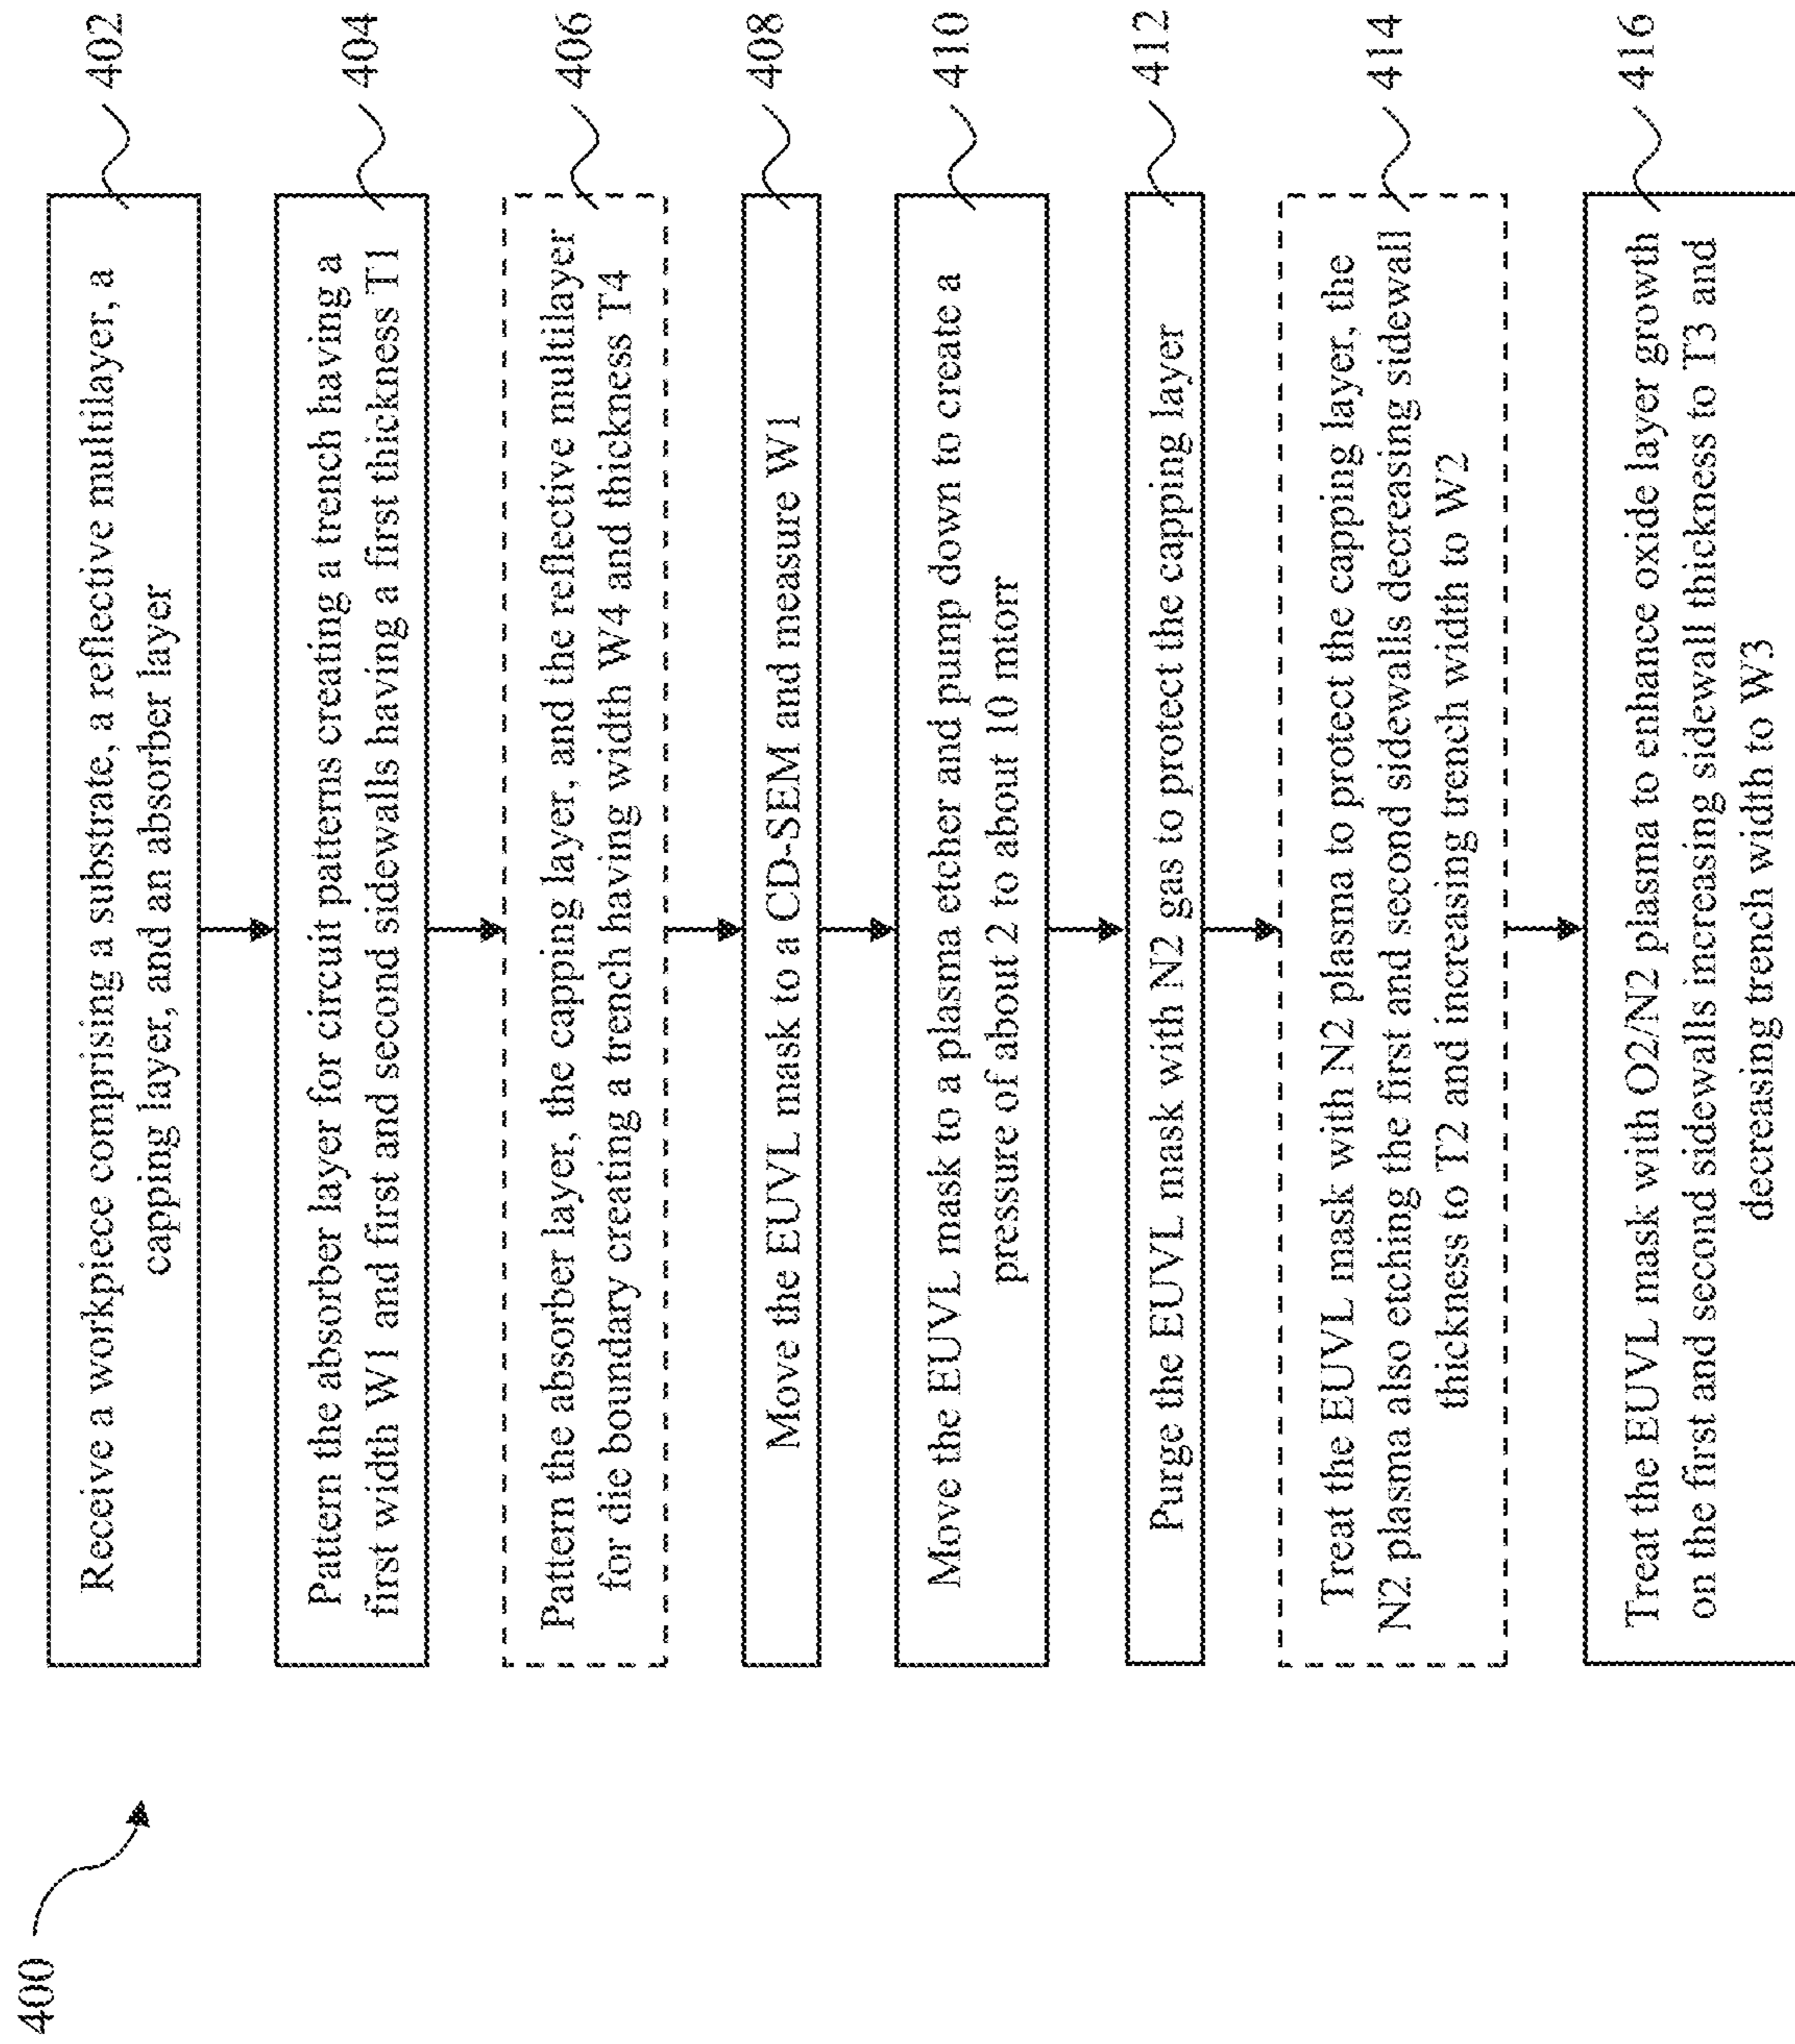 400
Receive a workpiece comprising a substrate, a reflective multilayer, a
capping layer, and an absorber layer
402
Pattern the absorber layer for circuit patterns creating a trench having a
first width W1 and first and second sidewalls having a first thickness T1
404
Pattern the absorber layer, the capping layer, and the reflective multilayer
for die boundary creating a trench having width W4 and thickness T4
406
Move the EUVL mask to a CD-SEM and measure W1
408
Move the EUVL mask to a plasma etcher and pump down to create a
pressure of about 2 to about 10 mtorr
410
Purge the EUVL mask with N2 gas to protect the capping layer
412
Treat the EUVL mask with N2 plasma to protect the capping layer, the
N2 plasma also etching the first and second sidewalls decreasing sidewall
thickness to T2 and increasing trench width to W2
414
Treat the EUVL mask with O2/N2 plasma to enhance oxide layer growth
on the first and second sidewalls increasing sidewall thickness to T3 and
decreasing trench width to W3
416